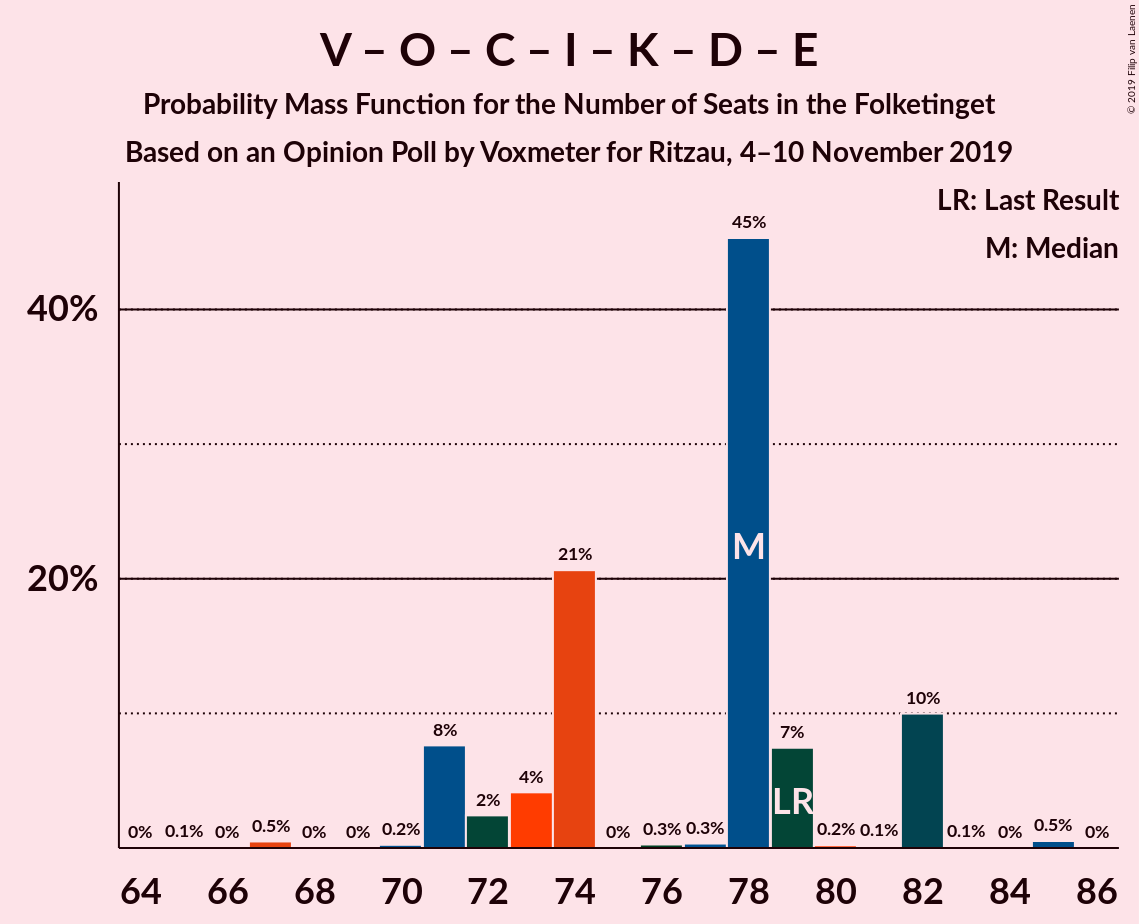 V – O – C – I – K – D – E
Probability Mass Function for the Number of Seats in the Folketinget
Based on an Opinion Poll by Voxmeter for Ritzau, 4–10 November 2019
© 2019 Filip van Laenen
LR: Last Result
M: Median
45%
40%
M
21%
20%
10%
8%
7%
4%
LR
2%
0% 0.1% 0% 0.5% 0% 0% 0.2% 0% 0.3% 0.3% 0.2% 0.1% 0.1% 0% 0.5% 0%
64 66 68 70 72 74 76 78 80 82 84 86